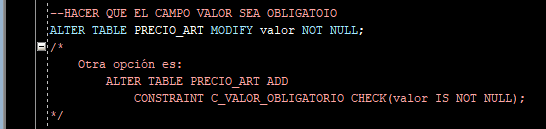 --HACER QUE EL CAMPO VALOR SEA OBLIGATOIO
ALTER TABLE PRECIO_ART MODIFY valor NOT NULL;
/*
Otra opción es:
ALTER TABLE PRECIO_ART ADD
CONSTRAINT C_VALOR_OBLIGATORIO CHECK(valor IS NOT NULL);
*/